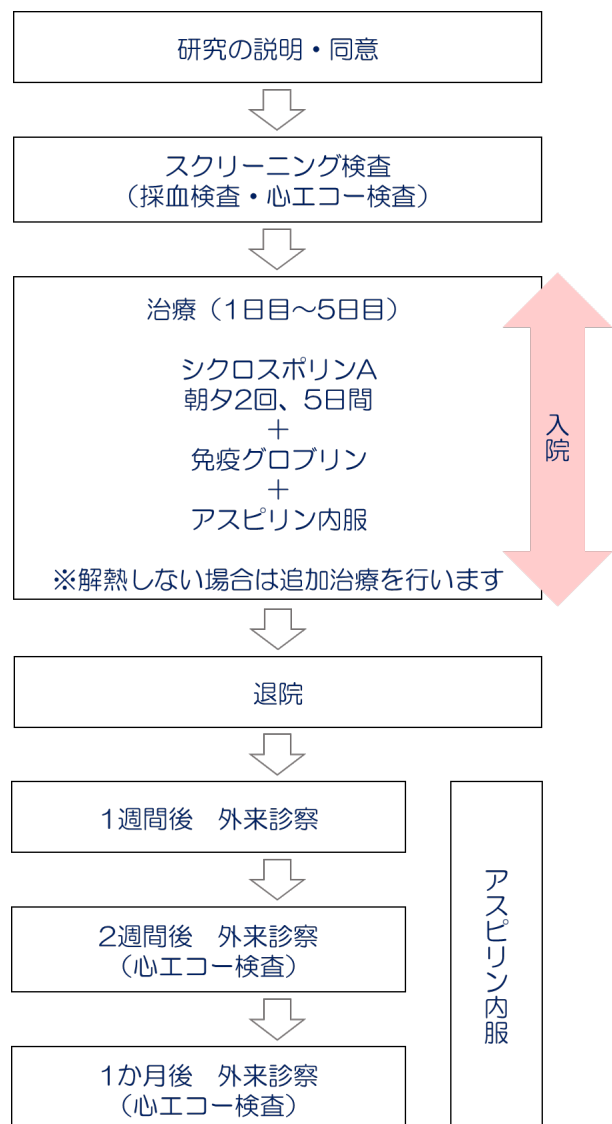 研究の説明・同意
スクリーニング検査
（採血検査・心エコー検査）
治療（1日目～5日目）
シクロスポリンA
朝夕2回、5日間
＋
免疫グロブリン
＋
アスピリン内服
※解熱しない場合は追加治療を行います
入院
退院
1週間後　外来診察
2週間後　外来診察
（心エコー検査）
1か月後　外来診察
（心エコー検査）
アスピリン内服